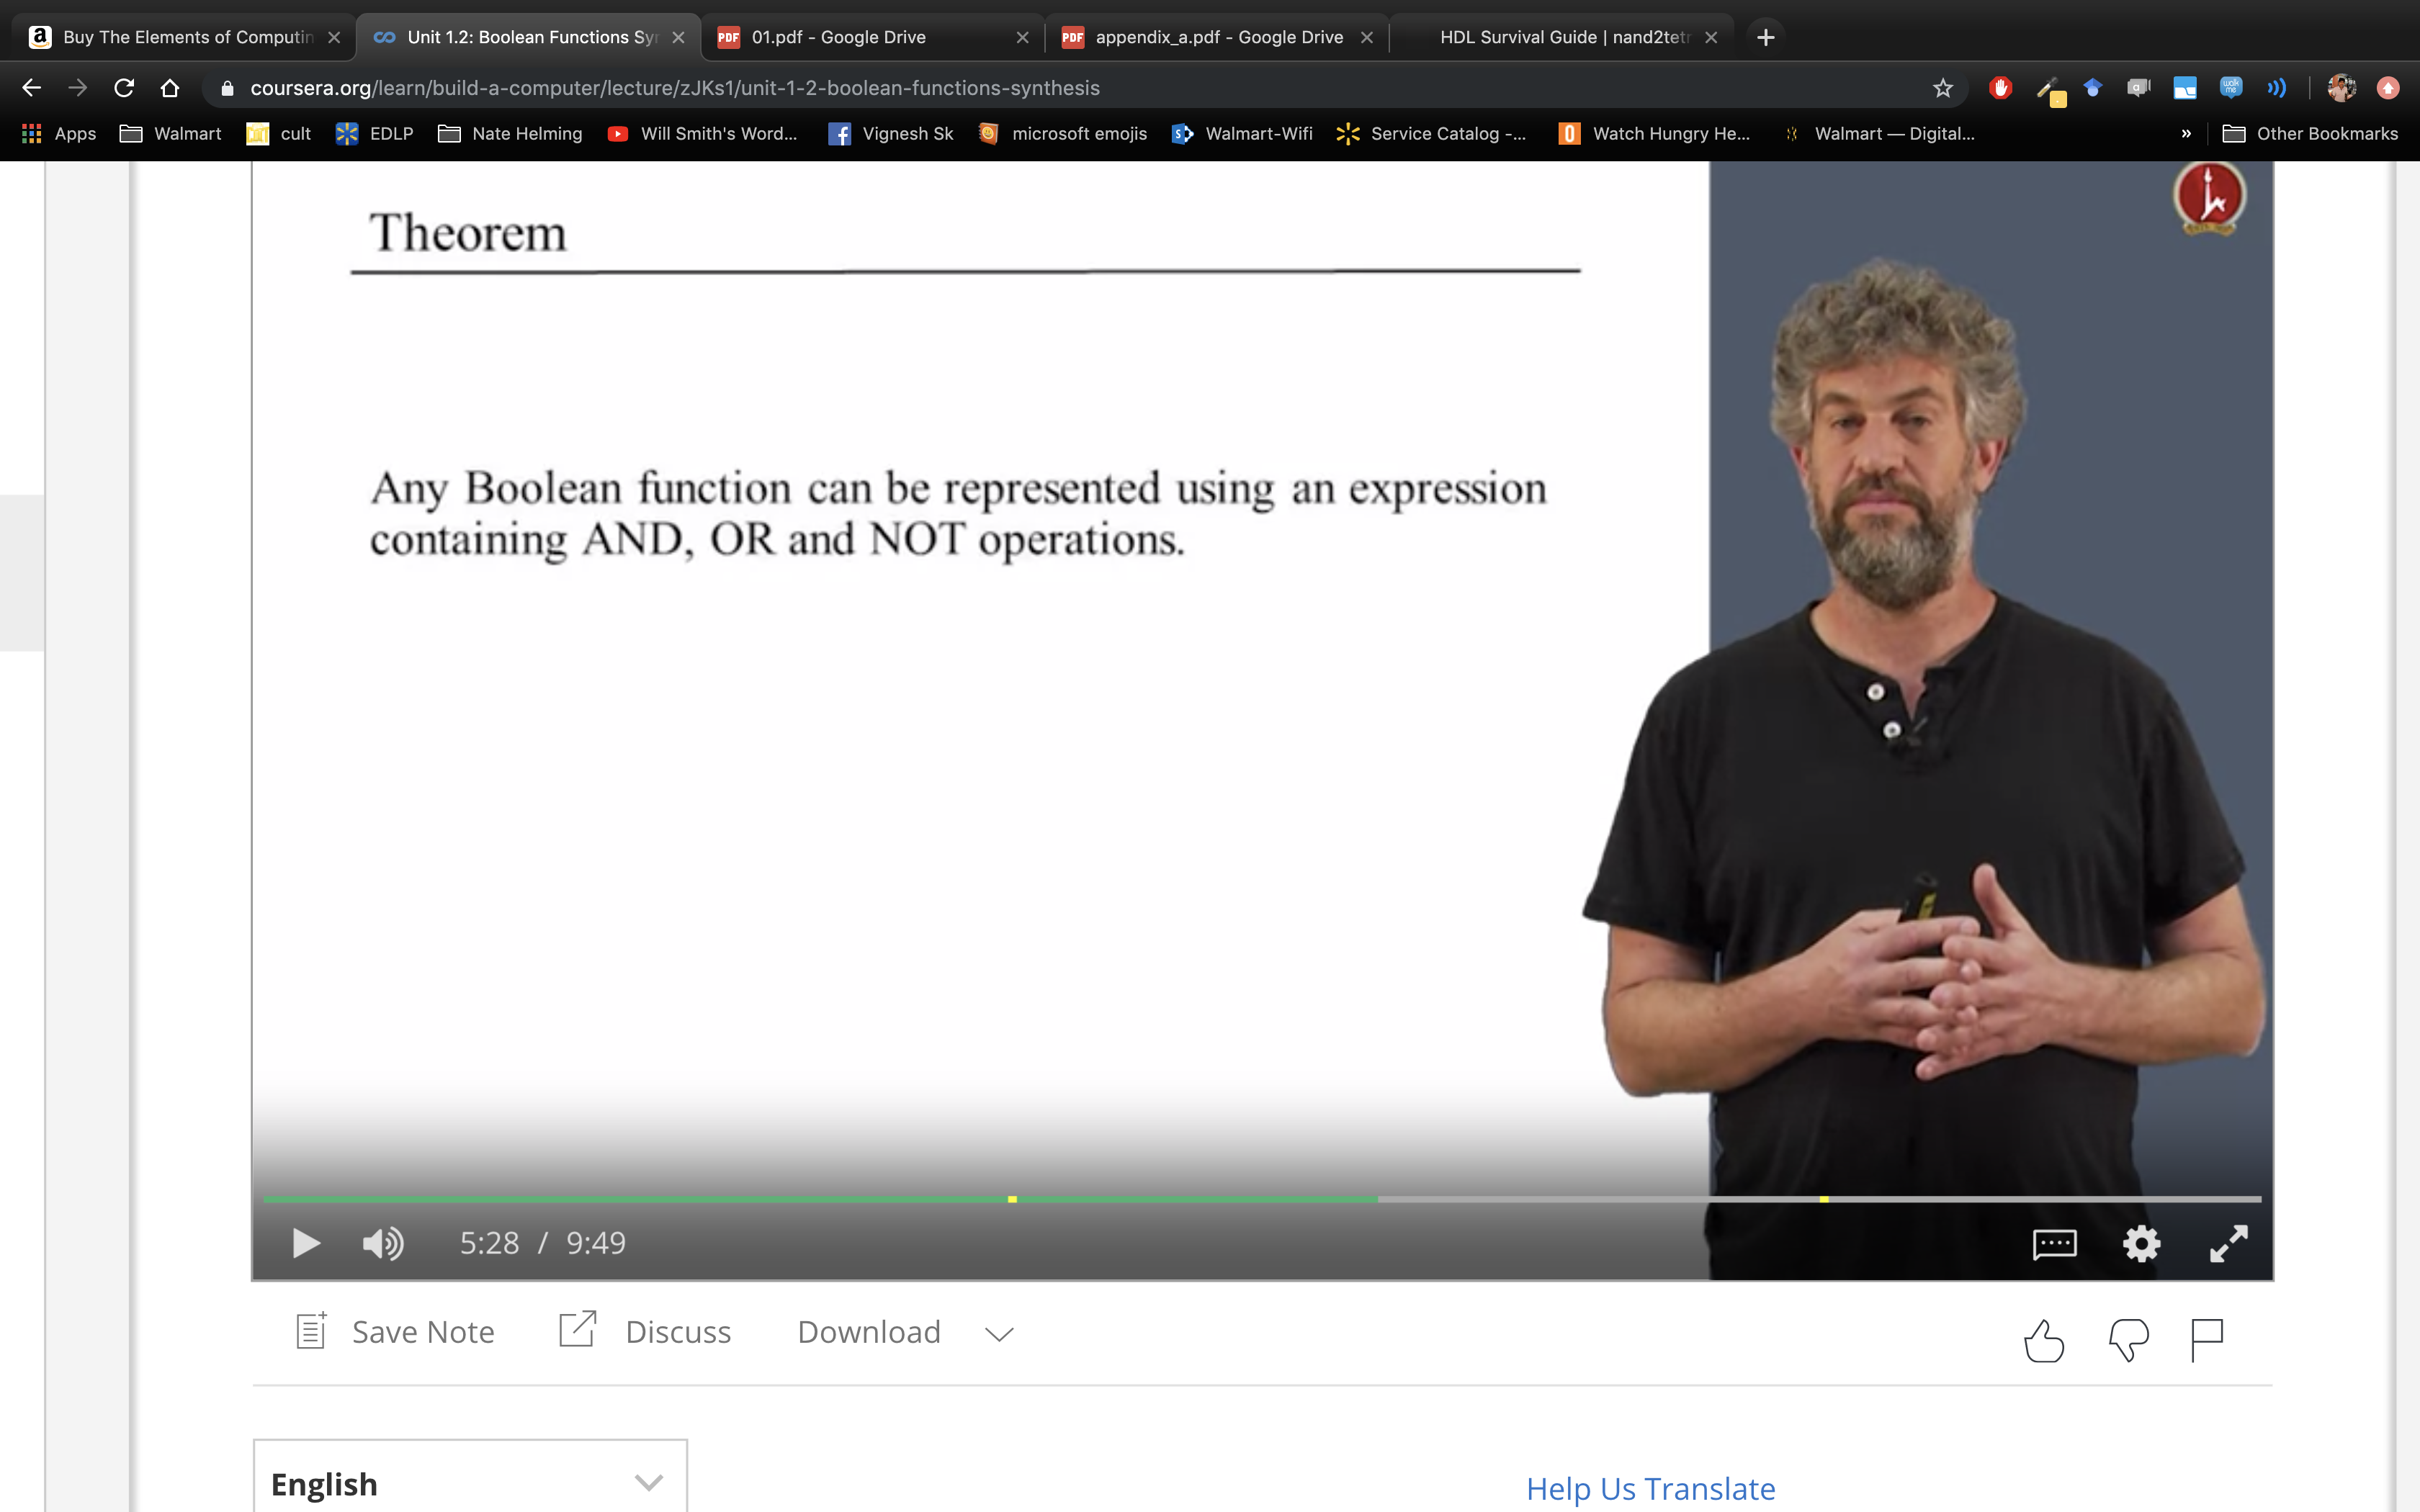 Buy The Elements of Computin
Unit 1.2: Boolean Functions Syn
PDF 01.pdf - Google Drive
PDF appendix_a.pdf - Google Drive
HDL Survival Guide | nand2tetr
coursera.org/learn/build-a-computer/lecture/zJKs1/unit-1-2-boolean-functions-synthesis
Apps
Walmart
cult
EDLP
Nate Helming
Will Smith's Word...
Vignesh Sk
microsoft emojis
Walmart-Wifi
Service Catalog -...
Watch Hungry He...
Walmart — Digital...
»
Other Bookmarks
Theorem
Any Boolean function can be represented using an expression
containing AND, OR and NOT operations.
5:28 / 9:49
Save Note
Discuss
Download
English
Help Us Translate